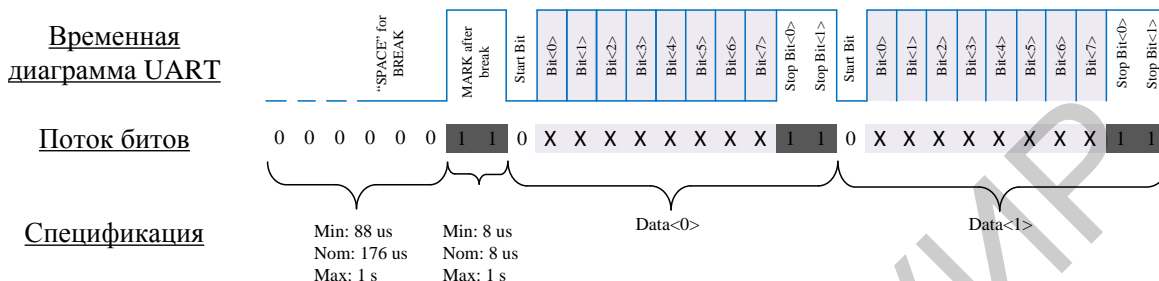 Временная
диаграмма UART
“SPACE” for
BREAK
MARK after
break
Start Bit
Bit<0>
Bit<1>
Bit<2>
Bit<3>
Bit<4>
Bit<5>
Bit<6>
Bit<7>
Stop Bit<0>
Stop Bit<1>
Start Bit
Bit<0>
Bit<1>
Bit<2>
Bit<3>
Bit<4>
Bit<5>
Bit<6>
Bit<7>
Stop Bit<0>
Stop Bit<1>
Поток битов
0 0 0 0 0 0 1 1 0 X X X X X X X X 1 1 0 X X X X X X X X 1 1
Спецификация
Min: 88 us
Nom: 176 us
Max: 1 s
Min: 8 us
Nom: 8 us
Max: 1 s
Data<0>
Data<1>